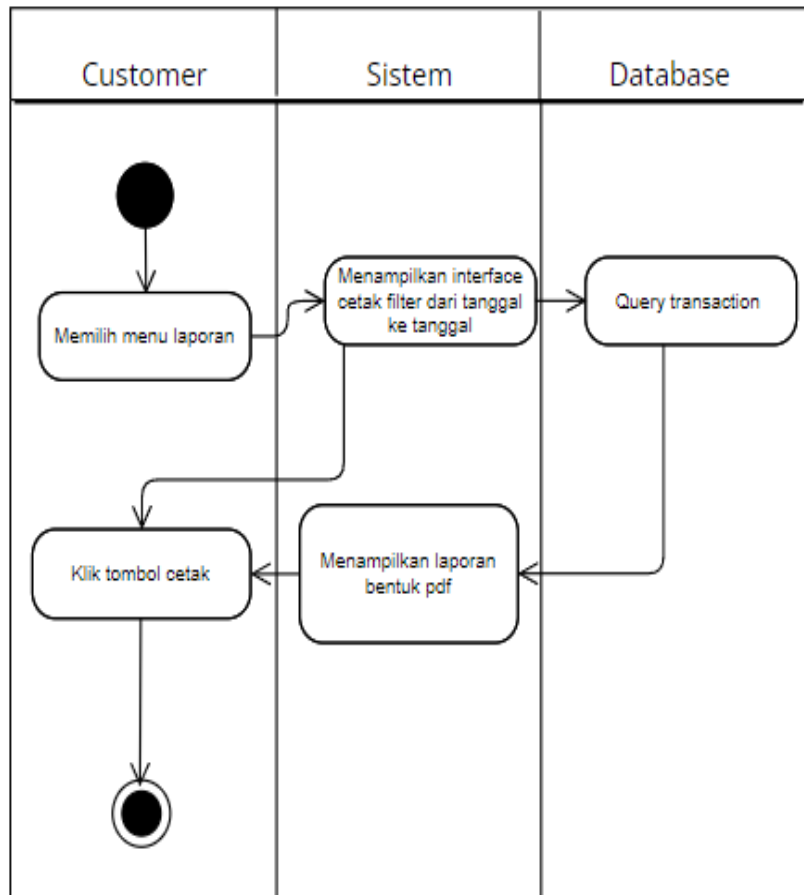 Customer
Sistem
Database
Memilih menu laporan
Menampilkan interface
cetak filter dari tanggal
ke tanggal
Query transaction
Klik tombol cetak
Menampilkan laporan
bentuk pdf